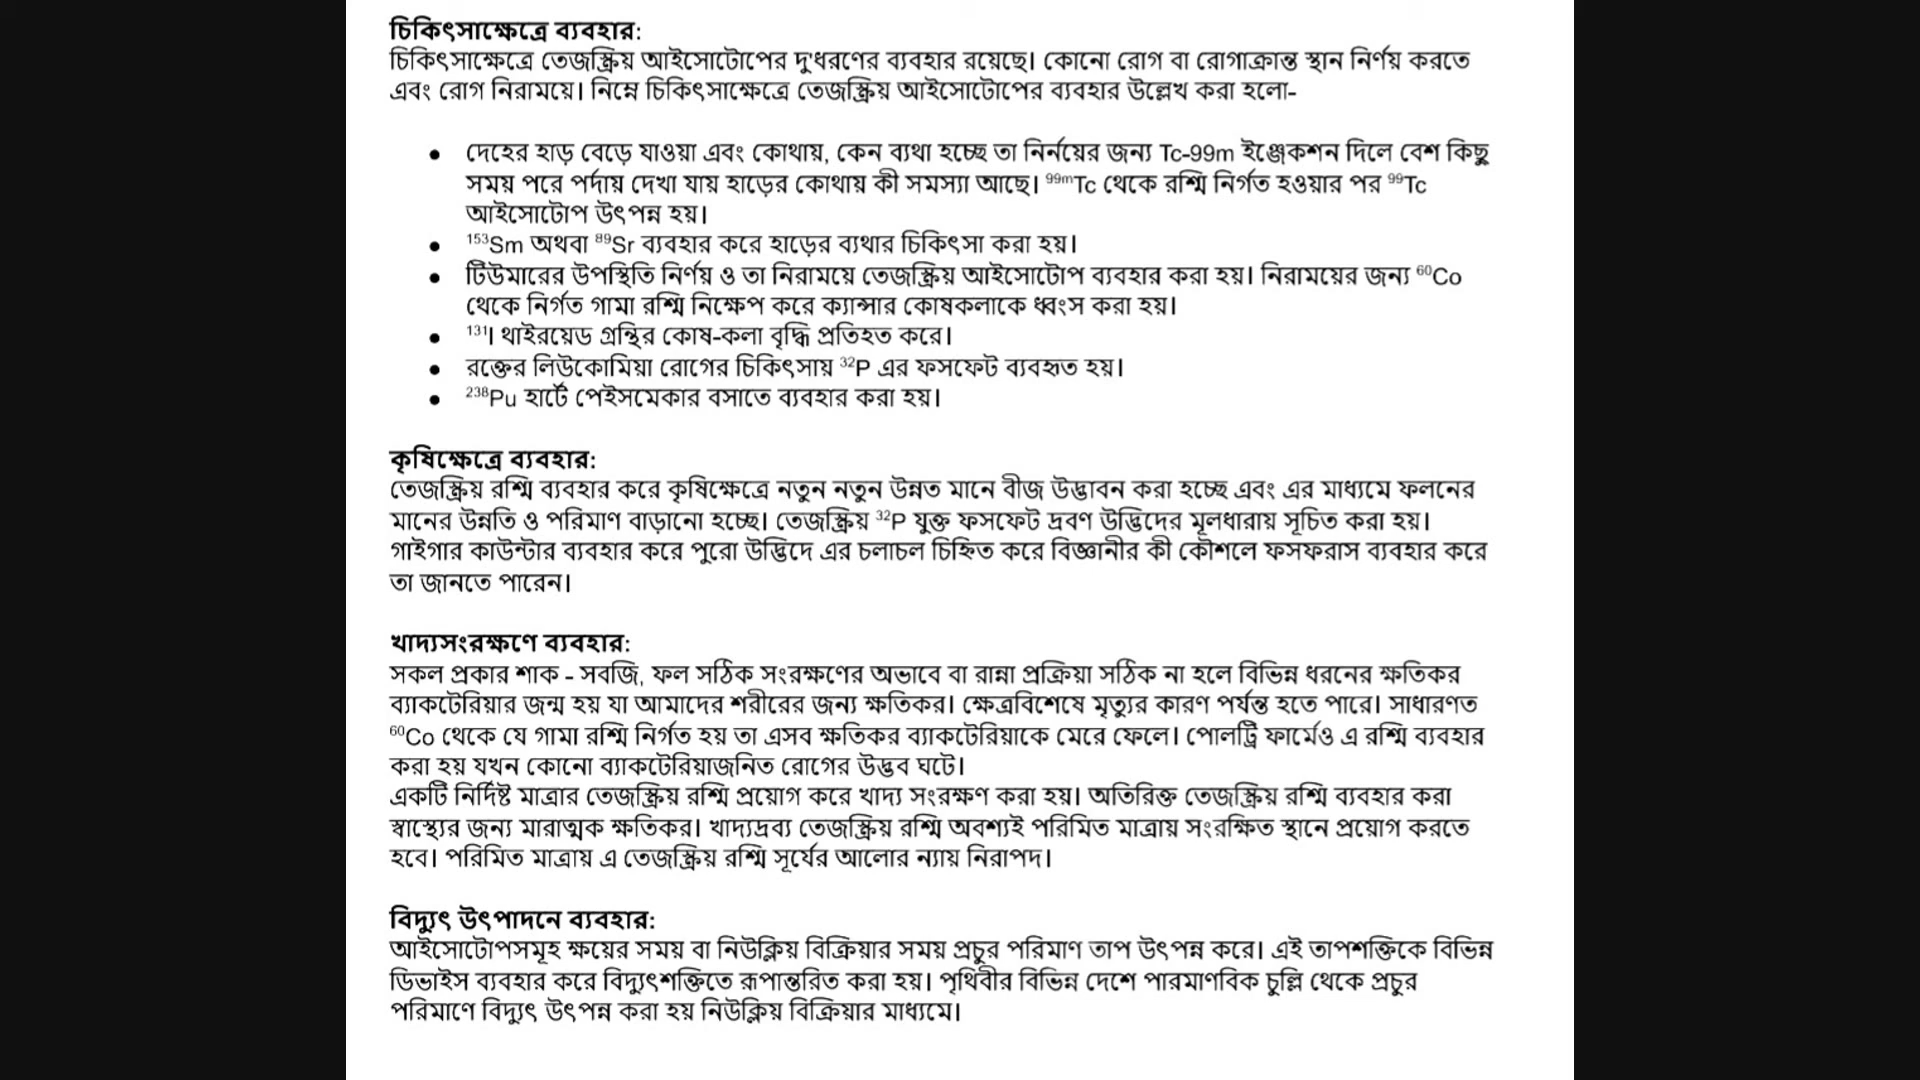 চিকিৎসাক্ষেত্রে ব্যবহার:
চিকিৎসাক্ষেত্রে তেজস্ক্রিয় আইসোটোপের দু'ধরণের ব্যবহার রয়েছে। কোনো রোগ বা রোগাক্রান্ত স্থান নির্ণয় করতে
এবং রোগ নিরাময়ে। নিম্নে চিকিৎসাক্ষেত্রে তেজস্ক্রিয় আইসোটোপের ব্যবহার উল্লেখ করা হলো-
● দেহের হাড় বেড়ে যাওয়া এবং কোথায়, কেন ব্যথা হচ্ছে তা নির্নয়ের জন্য Tc-99m ইঞ্জেকশন দিলে বেশ কিছু
সময় পরে পর্দায় দেখা যায় হাড়ের কোথায় কী সমস্যা আছে। ⁹⁹ᵐTc থেকে রশ্মি নির্গত হওয়ার পর ⁹⁹Tc
আইসোটোপ উৎপন্ন হয়।
● ¹⁵³Sm অথবা ⁸⁹Sr ব্যবহার করে হাড়ের ব্যথার চিকিৎসা করা হয়।
● টিউমারের উপস্থিতি নির্ণয় ও তা নিরাময়ে তেজস্ক্রিয় আইসোটোপ ব্যবহার করা হয়। নিরাময়ের জন্য ⁶⁰Co
থেকে নির্গত গামা রশ্মি নিক্ষেপ করে ক্যান্সার কোষকলাকে ধ্বংস করা হয়।
● ¹³¹I থাইরয়েড গ্রন্থির কোষ-কলা বৃদ্ধি প্রতিহত করে।
● রক্তের লিউকোমিয়া রোগের চিকিৎসায় ³²P এর ফসফেট ব্যবহৃত হয়।
● ²³⁸Pu হার্টে পেইসমেকার বসাতে ব্যবহার করা হয়।
কৃষিক্ষেত্রে ব্যবহার:
তেজস্ক্রিয় রশ্মি ব্যবহার করে কৃষিক্ষেত্রে নতুন নতুন উন্নত মানে বীজ উদ্ভাবন করা হচ্ছে এবং এর মাধ্যমে ফলনের
মানের উন্নতি ও পরিমাণ বাড়ানো হচ্ছে। তেজস্ক্রিয় ³²P যুক্ত ফসফেট দ্রবণ উদ্ভিদের মূলধারায় সূচিত করা হয়।
গাইগার কাউন্টার ব্যবহার করে পুরো উদ্ভিদে এর চলাচল চিহ্নিত করে বিজ্ঞানীর কী কৌশলে ফসফরাস ব্যবহার করে
তা জানতে পারেন।
খাদ্যসংরক্ষণে ব্যবহার:
সকল প্রকার শাক - সবজি, ফল সঠিক সংরক্ষণের অভাবে বা রান্না প্রক্রিয়া সঠিক না হলে বিভিন্ন ধরনের ক্ষতিকর
ব্যাকটেরিয়ার জন্ম হয় যা আমাদের শরীরের জন্য ক্ষতিকর। ক্ষেত্রবিশেষে মৃত্যুর কারণ পর্যন্ত হতে পারে। সাধারণত
⁶⁰Co থেকে যে গামা রশ্মি নির্গত হয় তা এসব ক্ষতিকর ব্যাকটেরিয়াকে মেরে ফেলে। পোলট্রি ফার্মেও এ রশ্মি ব্যবহার
করা হয় যখন কোনো ব্যাকটেরিয়াজনিত রোগের উদ্ভব ঘটে।
একটি নির্দিষ্ট মাত্রার তেজস্ক্রিয় রশ্মি প্রয়োগ করে খাদ্য সংরক্ষণ করা হয়। অতিরিক্ত তেজস্ক্রিয় রশ্মি ব্যবহার করা
স্বাস্থ্যের জন্য মারাত্মক ক্ষতিকর। খাদ্যদ্রব্য তেজস্ক্রিয় রশ্মি অবশ্যই পরিমিত মাত্রায় সংরক্ষিত স্থানে প্রয়োগ করতে
হবে। পরিমিত মাত্রায় এ তেজস্ক্রিয় রশ্মি সূর্যের আলোর ন্যায় নিরাপদ।
বিদ্যুৎ উৎপাদনে ব্যবহার:
আইসোটোপসমূহ ক্ষয়ের সময় বা নিউক্লিয় বিক্রিয়ার সময় প্রচুর পরিমাণ তাপ উৎপন্ন করে। এই তাপশক্তিকে বিভিন্ন
ডিভাইস ব্যবহার করে বিদ্যুৎশক্তিতে রূপান্তরিত করা হয়। পৃথিবীর বিভিন্ন দেশে পারমাণবিক চুল্লি থেকে প্রচুর
পরিমাণে বিদ্যুৎ উৎপন্ন করা হয় নিউক্লিয় বিক্রিয়ার মাধ্যমে।